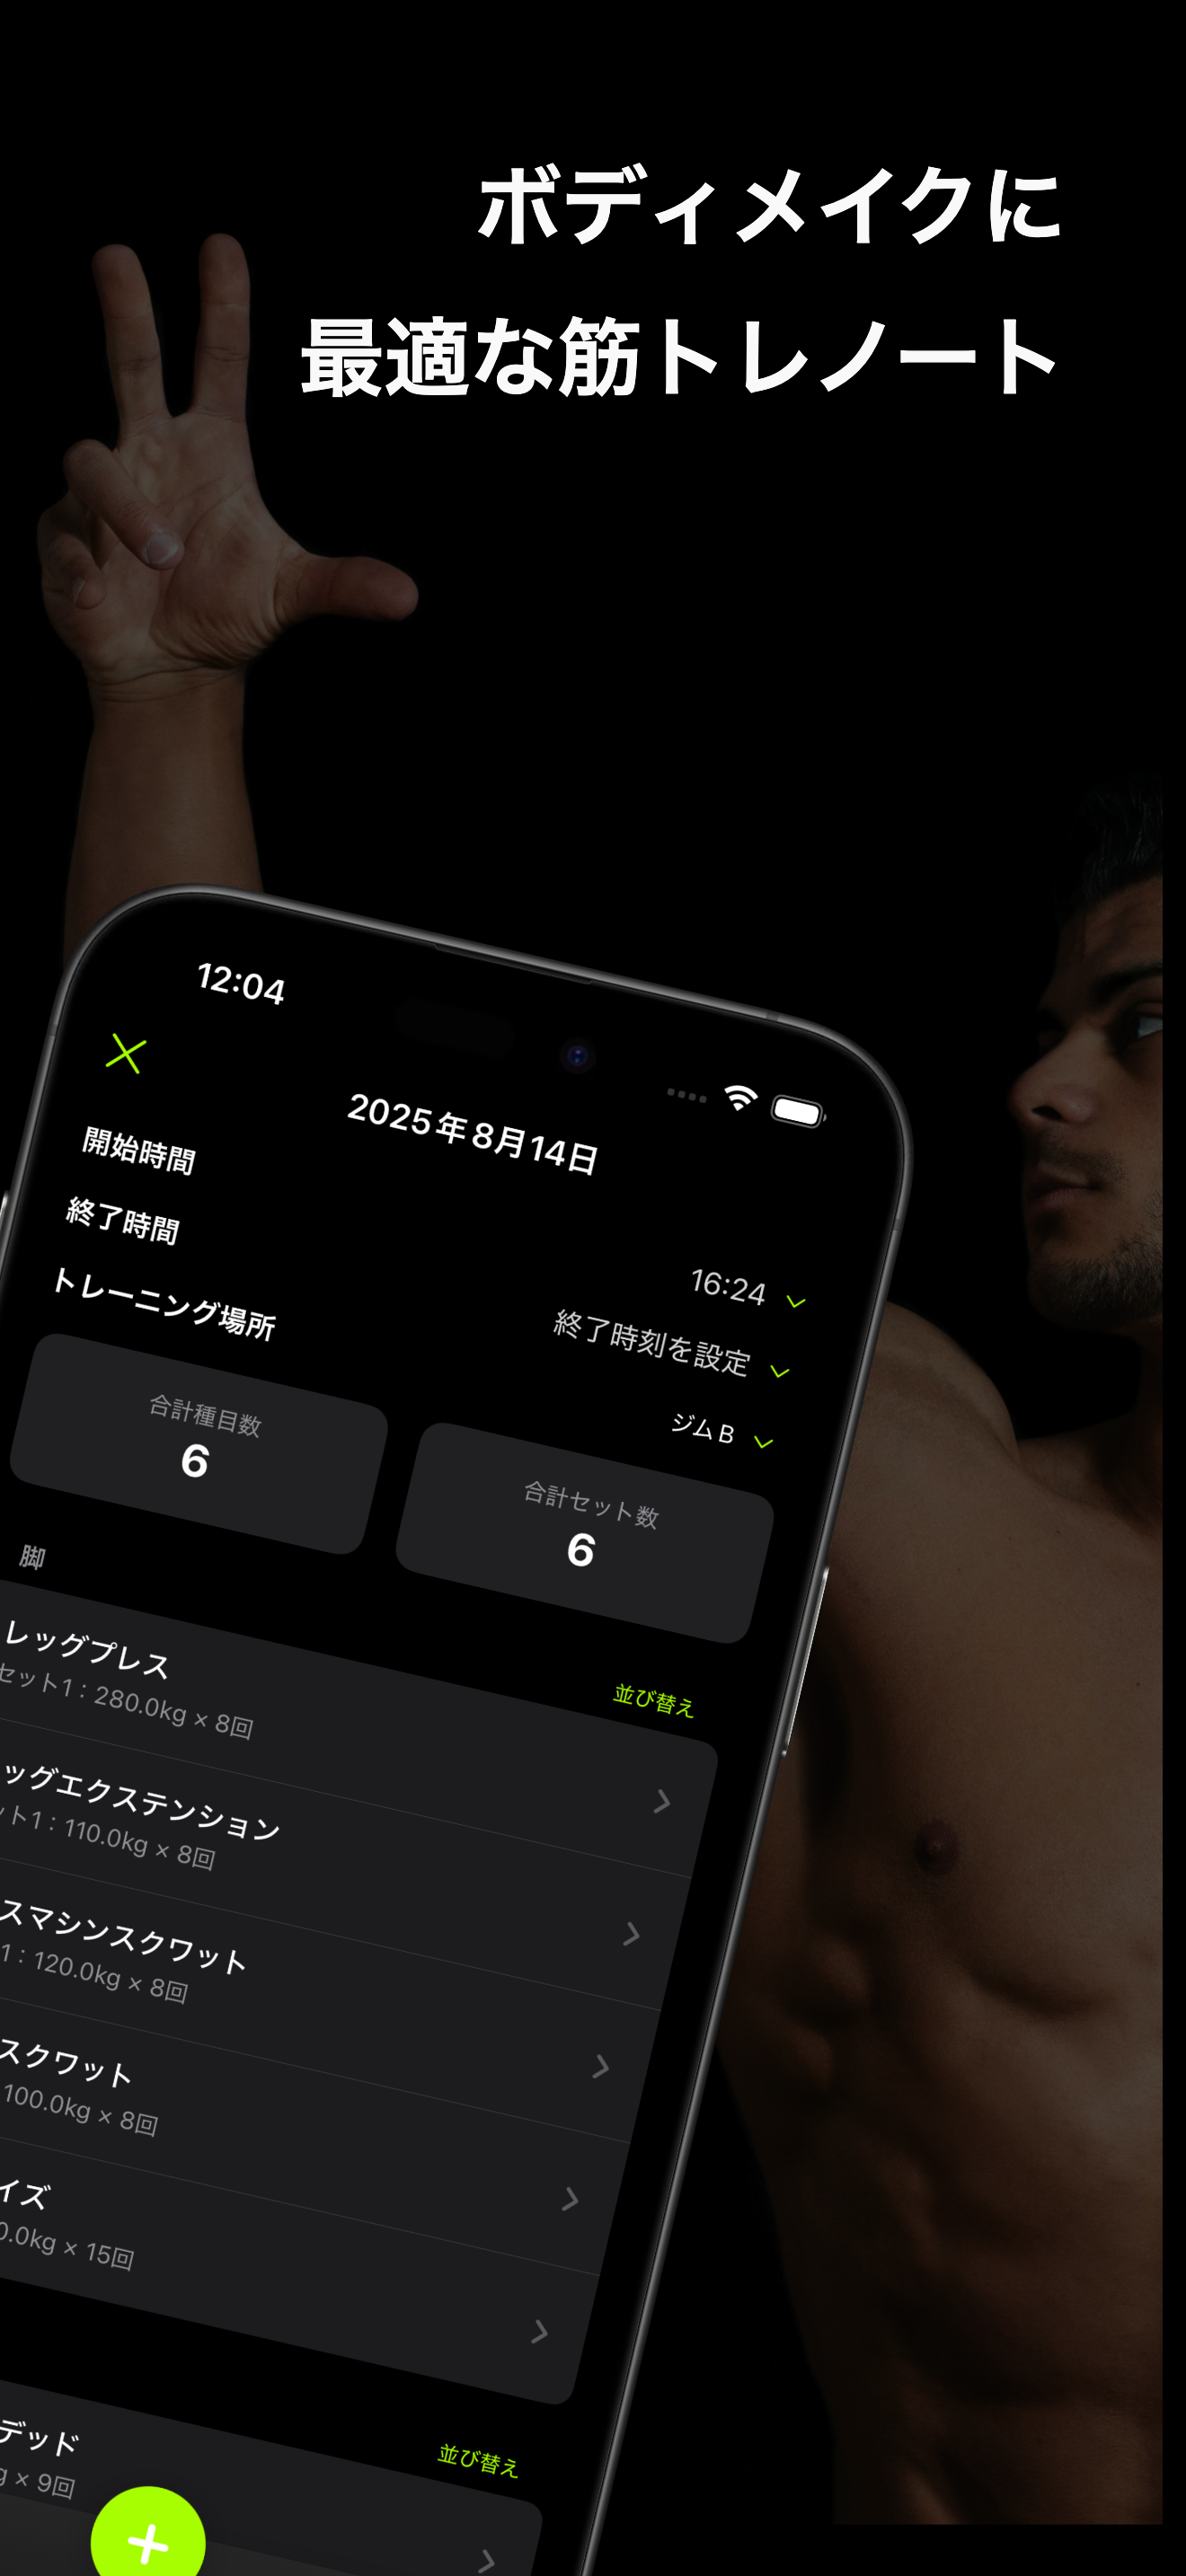 ボディメイクに
最適な筋トレノート
12:04
2025年8月14日
開始時間
16:24
終了時間
終了時刻を設定
トレーニング場所
ジムB
合計種目数
6
合計セット数
6
脚
並び替え
レッグプレス
セット1：280.0kg × 8回
ッグエクステンション
ット1：110.0kg × 8回
スマシンスクワット
1：120.0kg × 8回
スクワット
100.0kg × 8回
イズ
0.0kg × 15回
並び替え
デッド
g × 9回